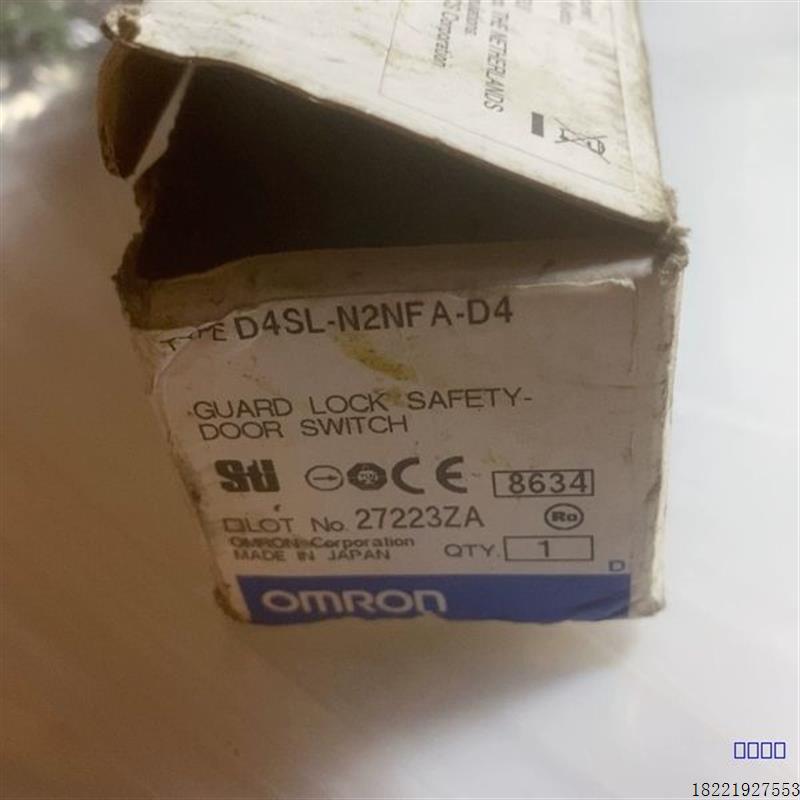 THE NETHERLANDS
Corporation
TYPE D4SL-N2NFA-D4
GUARD LOCK SAFETY-
DOOR SWITCH
Sti CE 8634
LOT No. 27223ZA
OMRON Corporation
MADE IN JAPAN QTY. 1
D
OMRON
18221927553